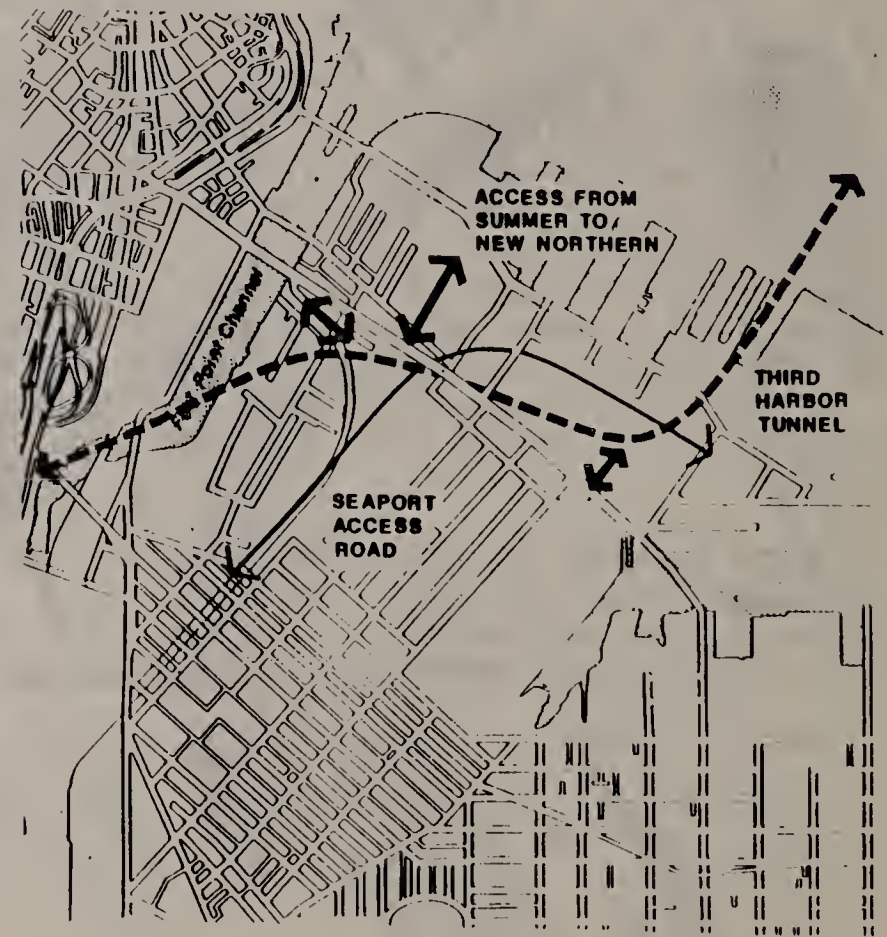 ACCESS FROM
SUMMER TO
NEW NORTHERN
Fort Point Channel
THIRD
HARBOR
TUNNEL
SEAPORT
ACCESS
ROAD